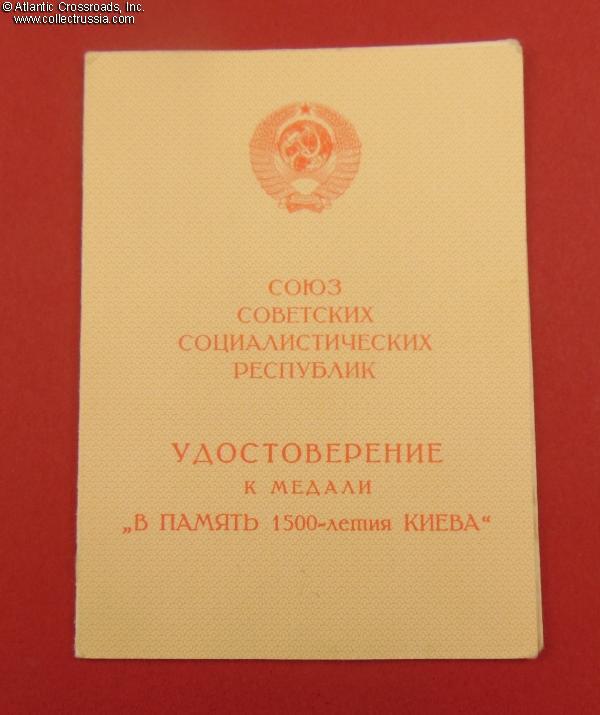 © Atlantic Crossroads, Inc.
www.collectrussia.com
СОЮЗ
СОВЕТСКИХ
СОЦИАЛИСТИЧЕСКИХ
РЕСПУБЛИК
УДОСТОВЕРЕНИЕ
К МЕДАЛИ
„В ПАМЯТЬ 1500-летия КИЕВА“